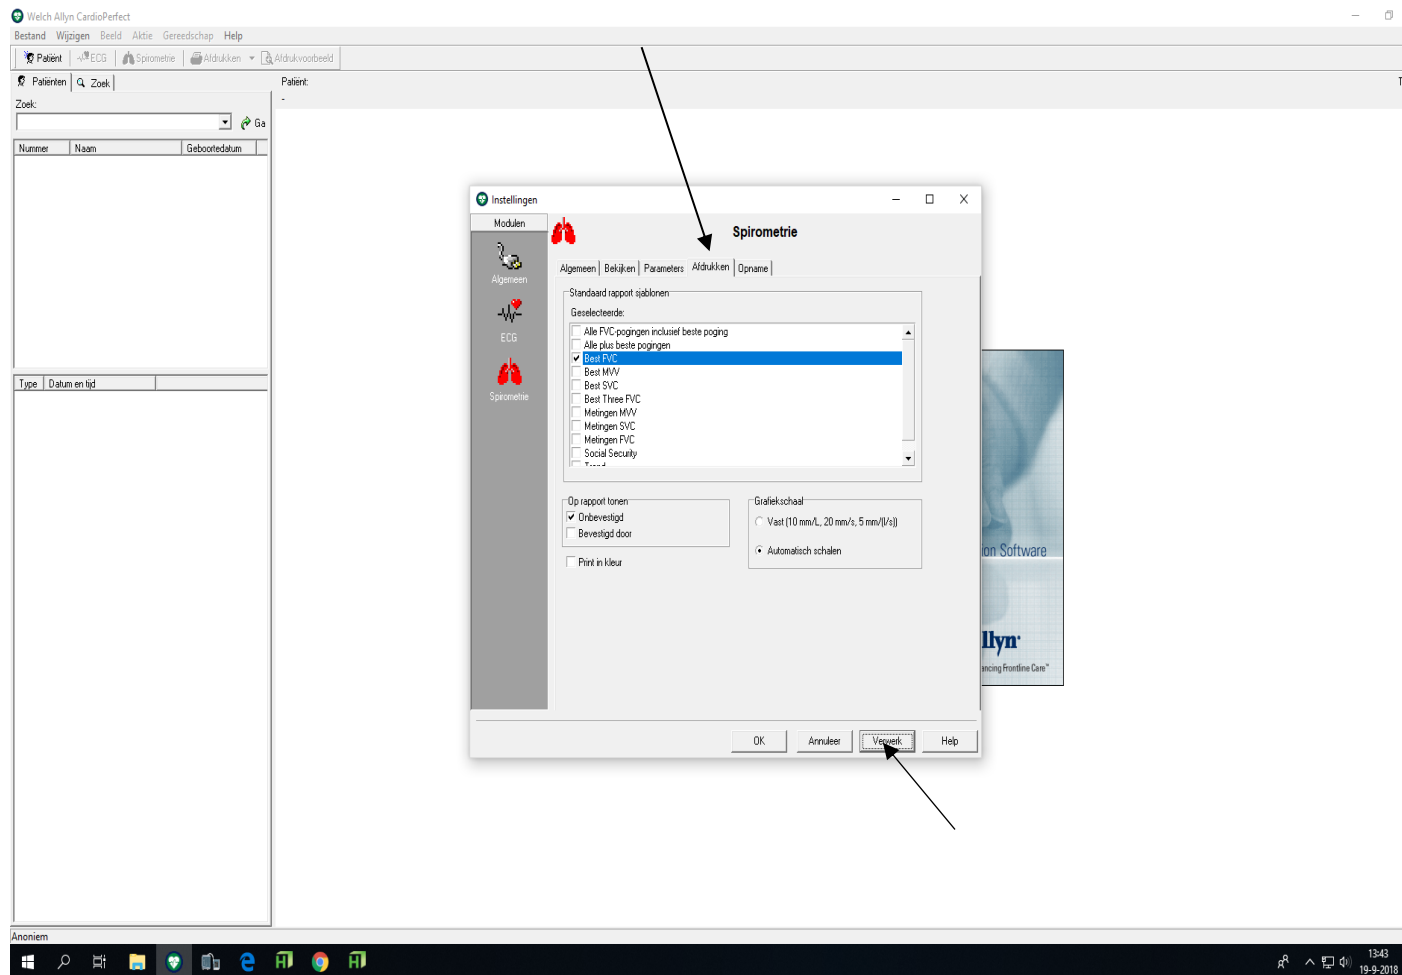 Welch Allyn CardioPerfect
Bestand Wijzigen Beeld Aktie Gereedschap Help
Patiënt ECG Spirometrie Afdrukken Afdrukvoorbeeld
Patiënten Zoek
Patiënt:
T
Zoek:
-
Ga
Nummer Naam Geboortedatum
Type Datum en tijd
Instellingen
Modulen
Algemeen
ECG
Spirometrie
Spirometrie
Algemeen Bekijken Parameters Afdrukken Opname
Standaard rapport sjablonen
Geselecteerde:
Alle FVC-pogingen inclusief beste poging
Alle plus beste pogingen
Best FVC
Best MVV
Best SVC
Best Three FVC
Metingen MVV
Metingen SVC
Metingen FVC
Social Security
Trend
Op rapport tonen
Onbevestigd
Bevestigd door
Print in kleur
Grafiekschaal
Vast (10 mm/L, 20 mm/s, 5 mm/(l/s))
Automatisch schalen
OK Annuleer Verwerk Help
ion Software
llyn
ancing Frontline Care™
Anoniem
13:43
19-9-2018